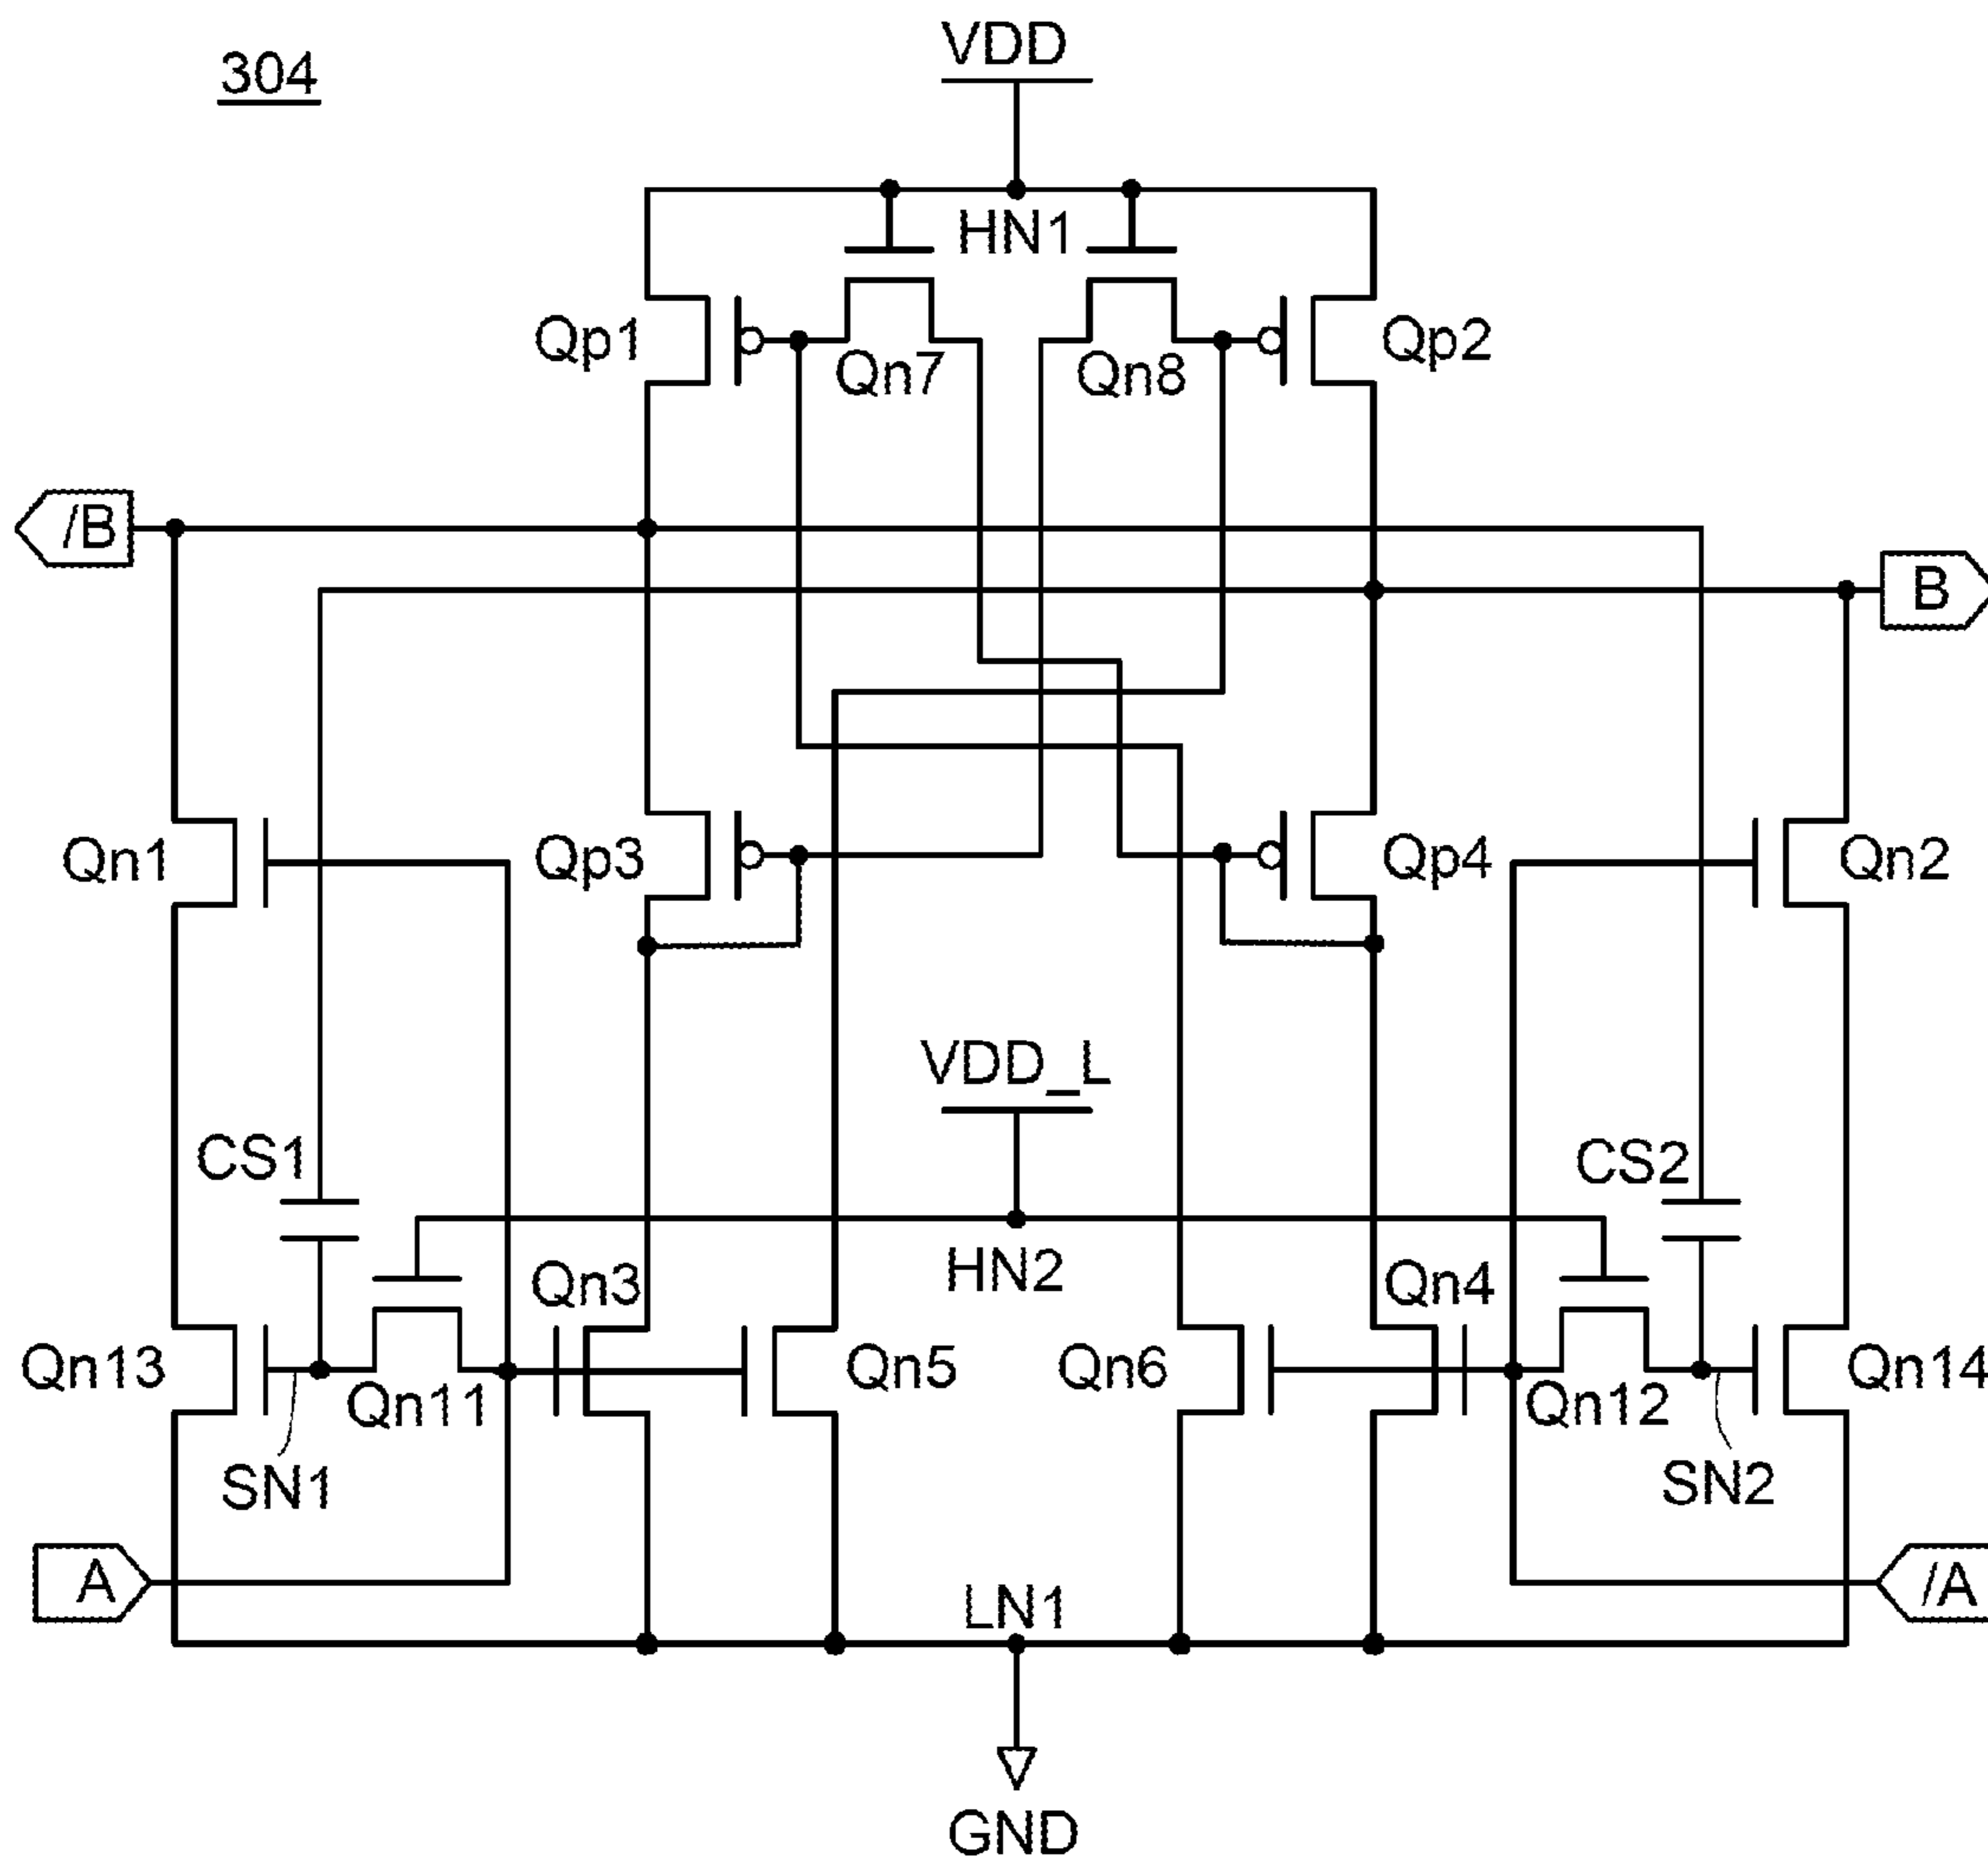 304
VDD
HN1
Qp1
Qn7
Qn8
Qp2
/B
B
Qn1
Qp3
Qp4
Qn2
VDD_L
CS1
CS2
HN2
Qn3
Qn4
Qn13
Qn11
Qn5
Qn6
Qn12
Qn14
SN1
SN2
A
LN1
/A
GND